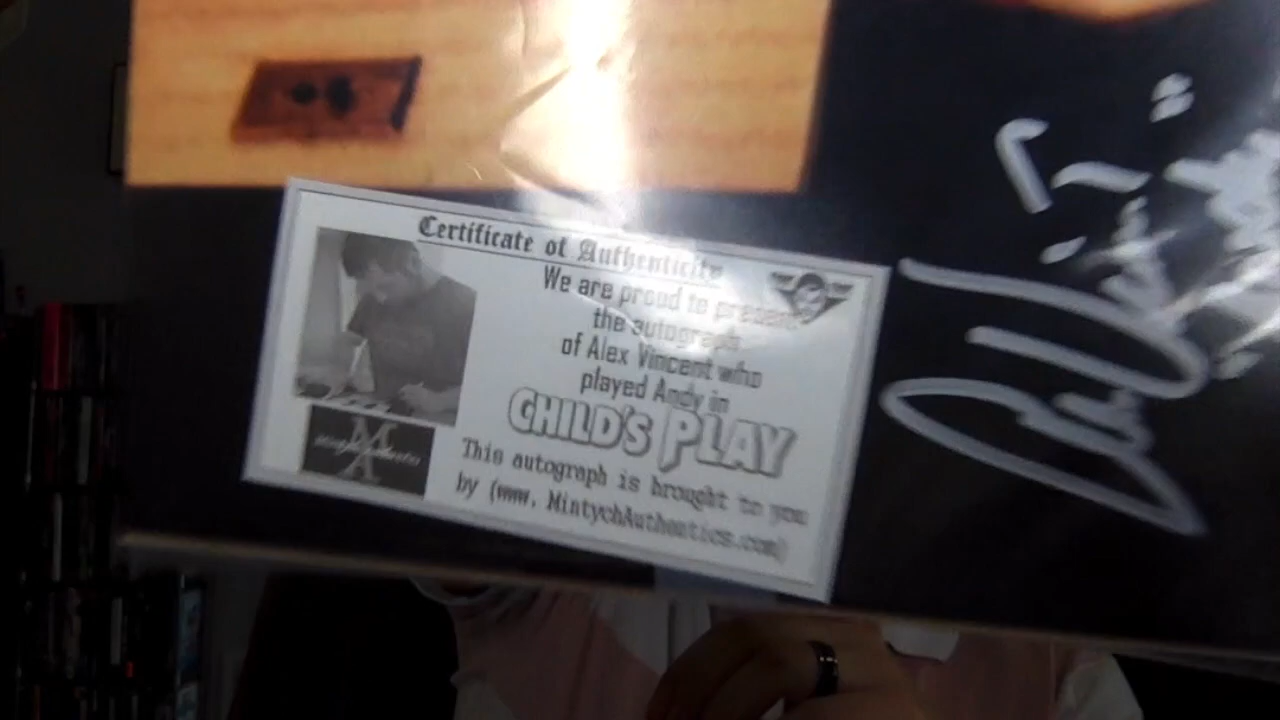 Certificate of Authenticity
We are proud to present
the autograph
of Alex Vincent who
played Andy in
CHILD'S PLAY
This autograph is brought to you
by (www. MintychAuthentics.com)
MA